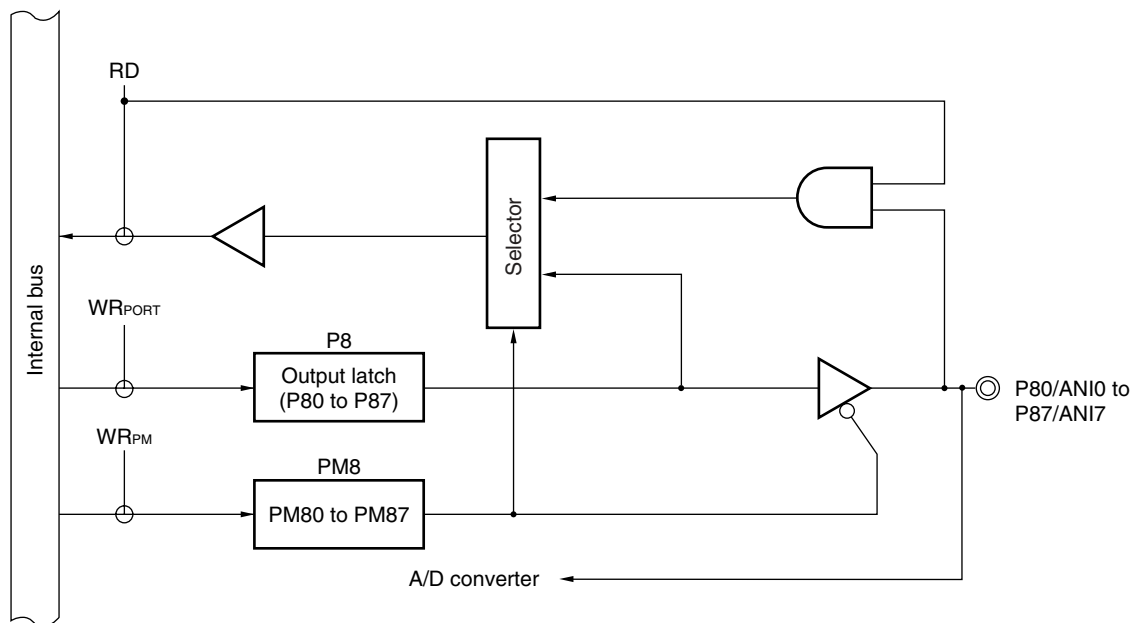 RD
Selector
Internal bus
WRPORT
P8
Output latch
(P80 to P87)
P80/ANI0 to
P87/ANI7
WRPM
PM8
PM80 to PM87
A/D converter